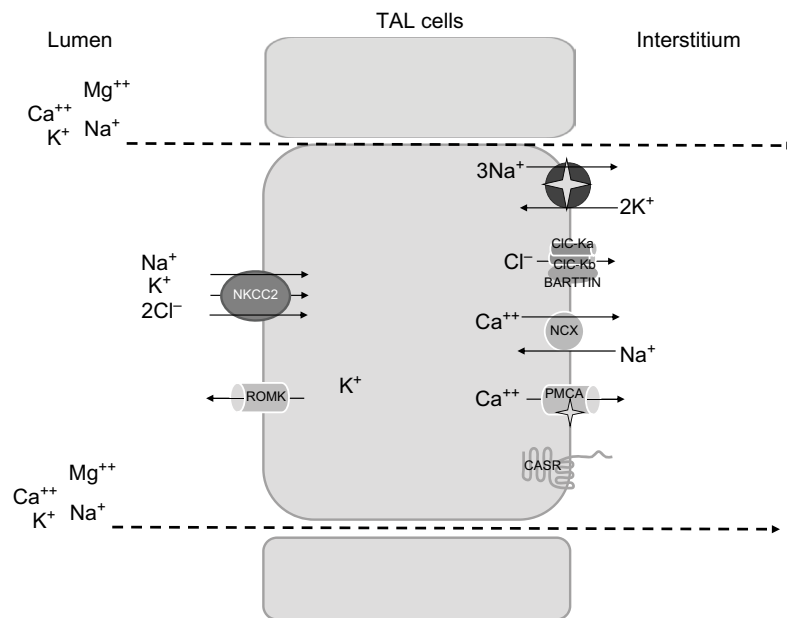 TAL cells
Lumen
Interstitium
Mg⁺⁺
Ca⁺⁺
K⁺ Na⁺
3Na⁺
2K⁺
Na⁺
K⁺
2Cl⁻
NKCC2
Cl⁻
ClC-Ka
ClC-Kb
BARTTIN
Ca⁺⁺
NCX
Na⁺
ROMK
K⁺
Ca⁺⁺
PMCA
CASR
Mg⁺⁺
Ca⁺⁺
K⁺ Na⁺